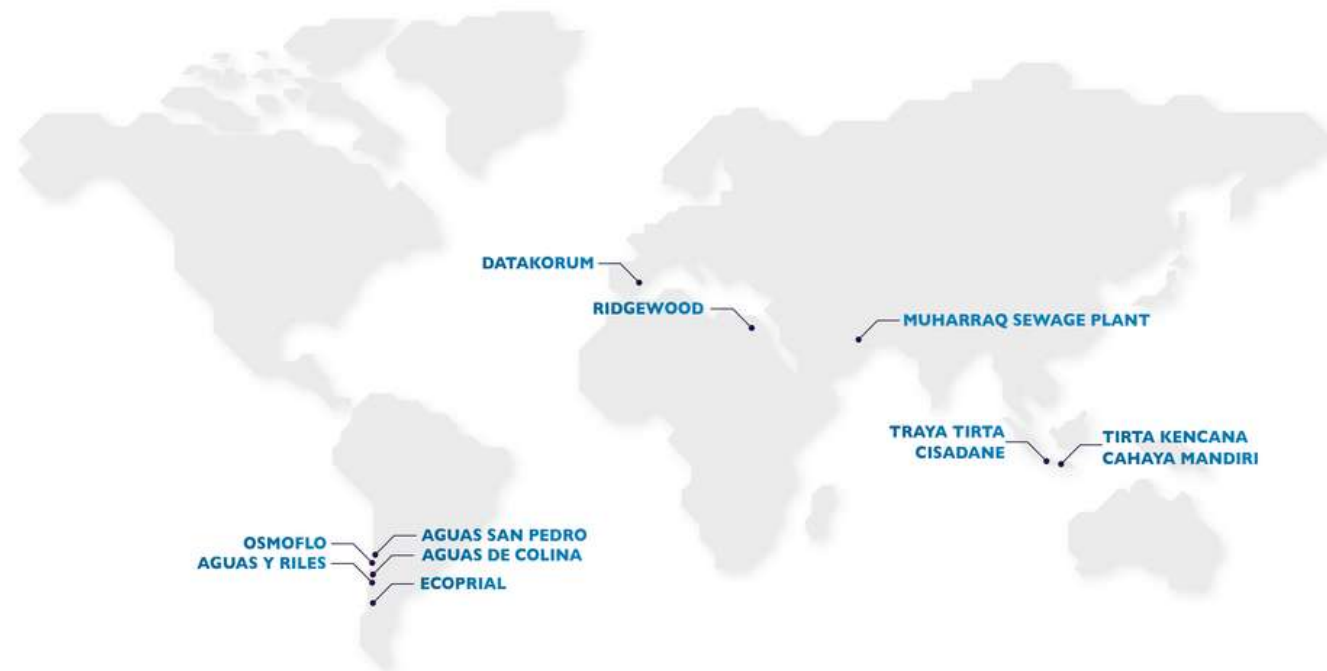 DATAKORUM
RIDGEWOOD
MUHARRAQ SEWAGE PLANT
TRAYA TIRTA
CISADANE
TIRTA KENCANA
CAHAYA MANDIRI
OSMOFLO
AGUAS Y RILES
AGUAS SAN PEDRO
AGUAS DE COLINA
ECOPRIAL